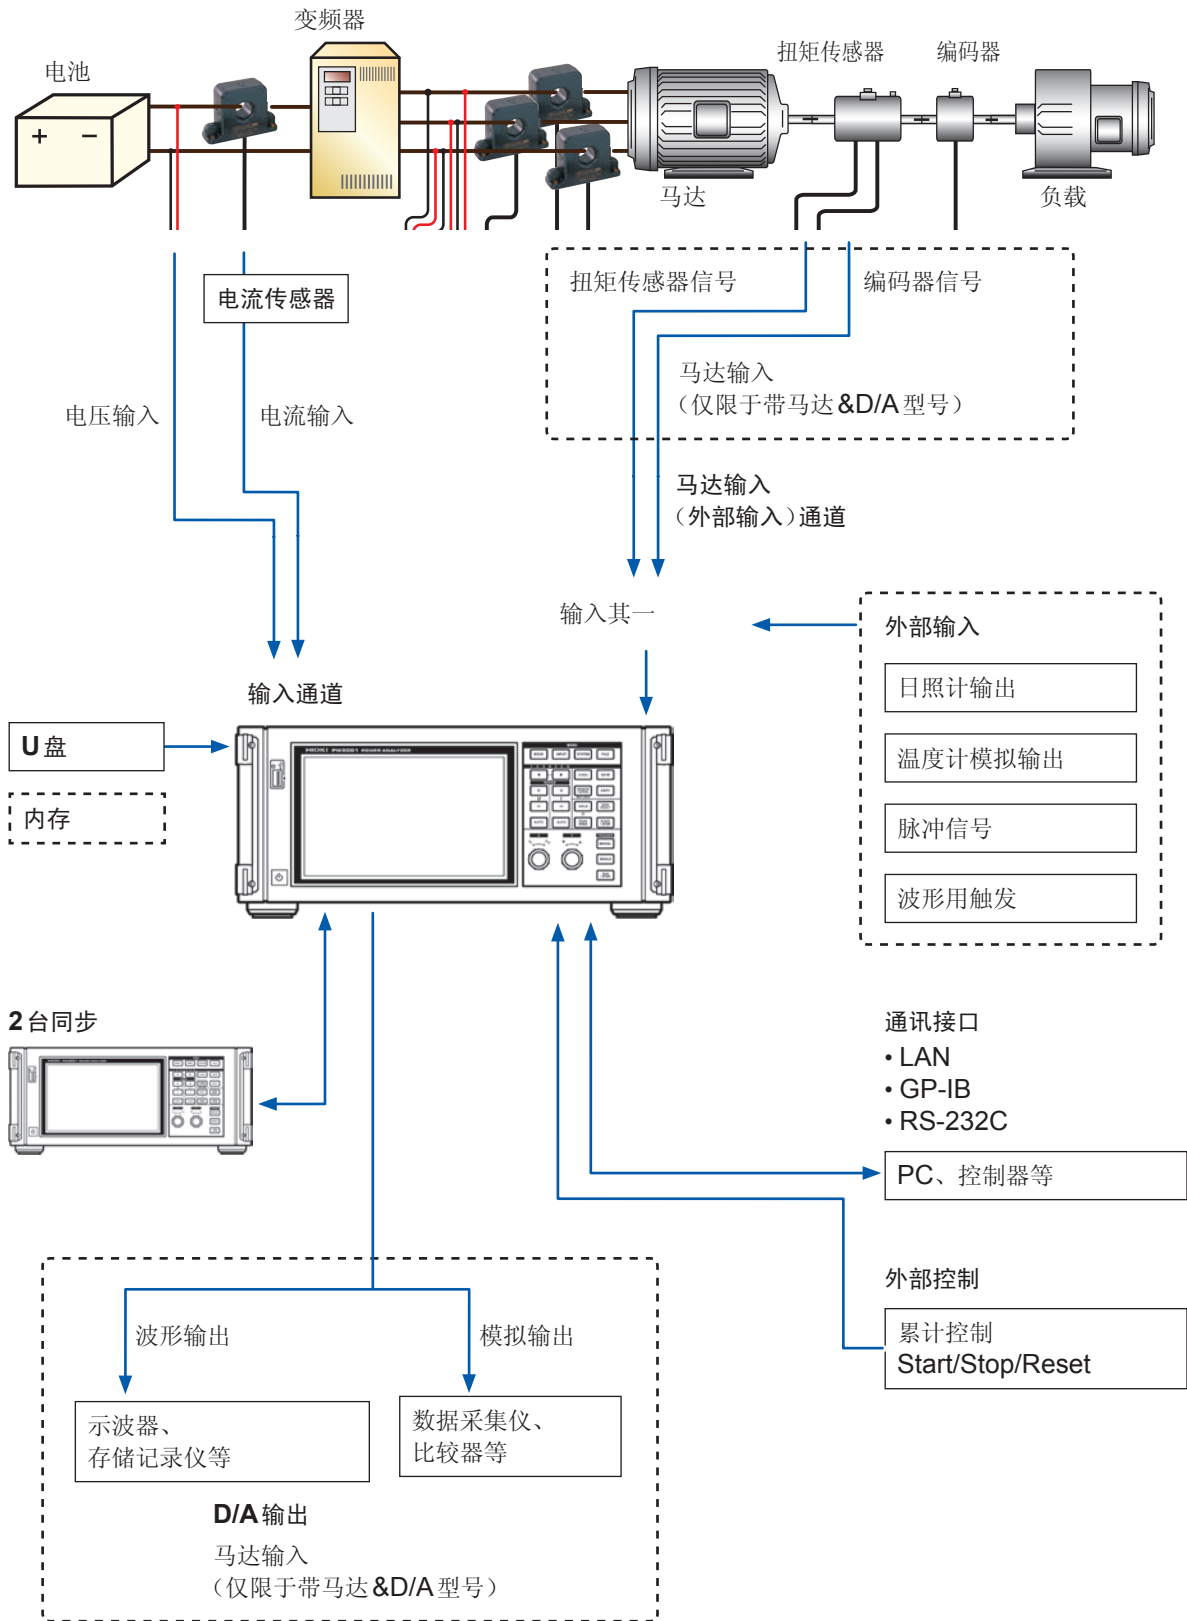 变频器
电池
扭矩传感器
编码器
马达
负载
电流传感器
扭矩传感器信号
编码器信号
马达输入
（仅限于带马达&D/A型号）
电压输入
电流输入
马达输入
（外部输入）通道
输入其一
外部输入
日照计输出
温度计模拟输出
脉冲信号
波形用触发
输入通道
U盘
内存
HIOKI PW6001 POWER ANALYZER
2台同步
通讯接口
• LAN
• GP-IB
• RS-232C
PC、控制器等
外部控制
累计控制
Start/Stop/Reset
波形输出
模拟输出
示波器、
存储记录仪等
数据采集仪、
比较器等
D/A输出
马达输入
（仅限于带马达&D/A型号）